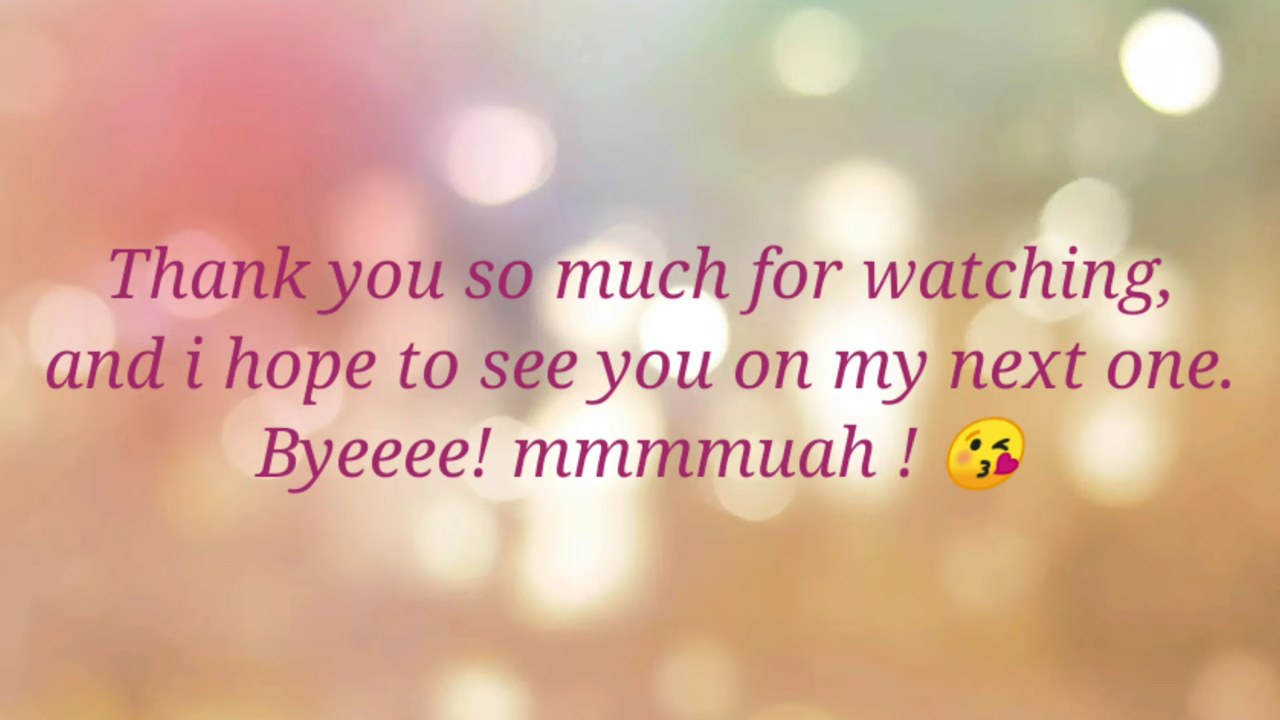 Thank you so much for watching,
and i hope to see you on my next one.
Byeeee! mmmmuah ! 😘